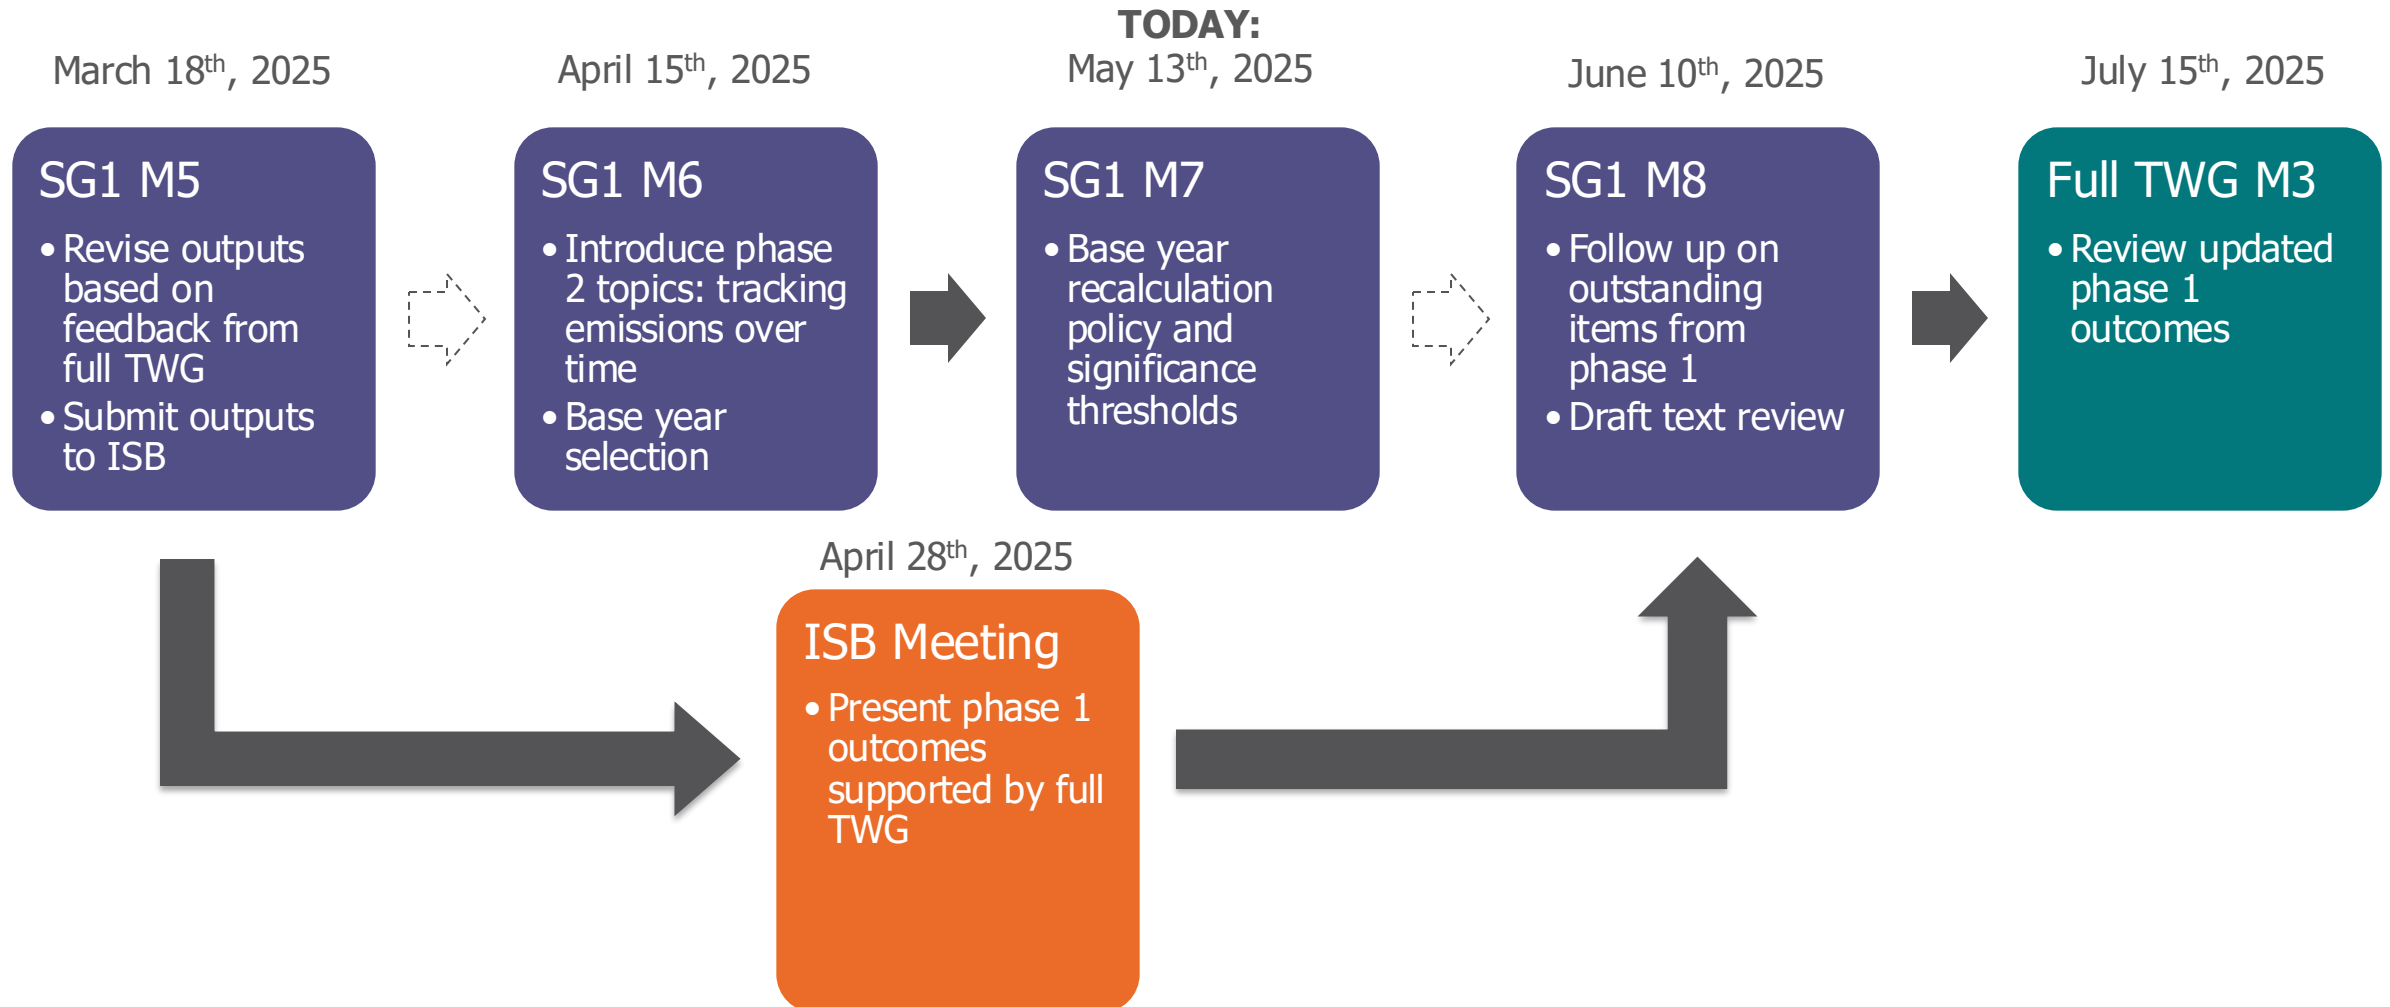 March 18th, 2025
SG1 M5
• Revise outputs
based on
feedback from
full TWG
• Submit outputs
to ISB
April 15th, 2025
SG1 M6
• Introduce phase
2 topics: tracking
emissions over
time
• Base year
selection
TODAY:
May 13th, 2025
SG1 M7
• Base year
recalculation
policy and
significance
thresholds
June 10th, 2025
SG1 M8
• Follow up on
outstanding
items from
phase 1
• Draft text review
July 15th, 2025
Full TWG M3
• Review updated
phase 1
outcomes
April 28th, 2025
ISB Meeting
• Present phase 1
outcomes
supported by full
TWG